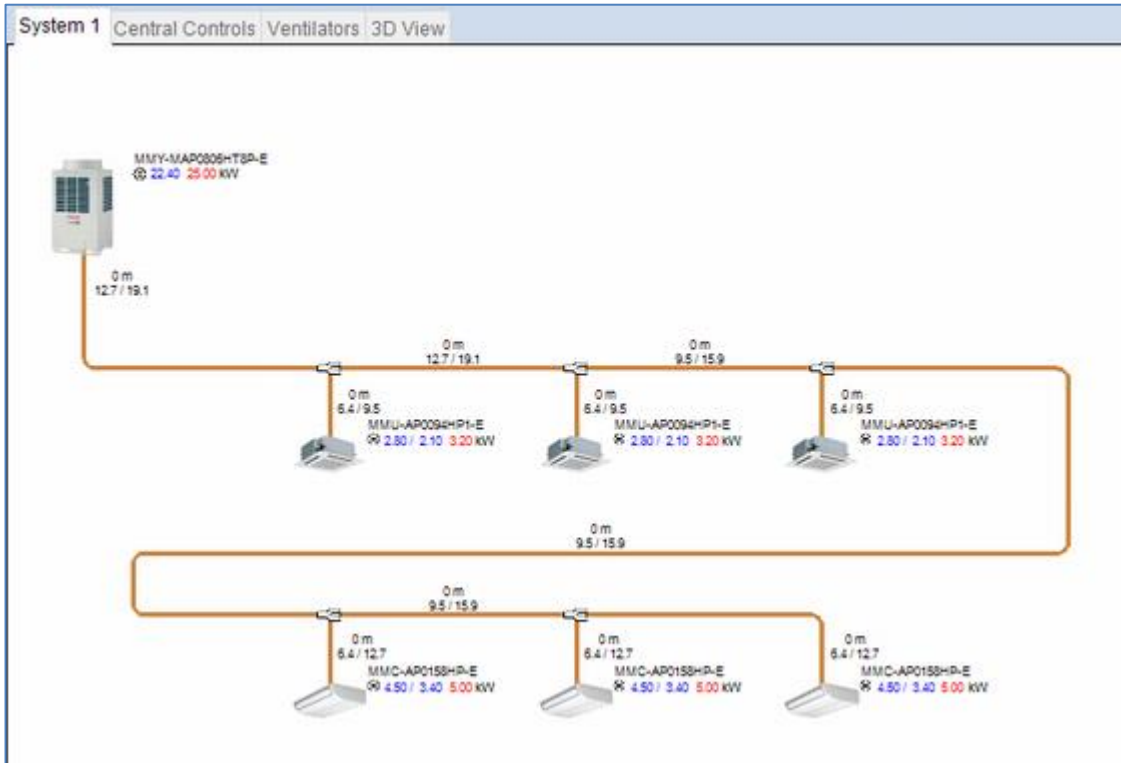 System 1 Central Controls Ventilators 3D View
MMY-MAP0806HT8P-E
22.40 25.00 kW
0 m
12.7 / 19.1
0 m
12.7 / 19.1
0 m
9.5 / 15.9
0 m
6.4 / 9.5
MMU-AP0094HP1-E
2.80 / 2.10 3.20 kW
0 m
6.4 / 9.5
MMU-AP0094HP1-E
2.80 / 2.10 3.20 kW
0 m
6.4 / 9.5
MMU-AP0094HP1-E
2.80 / 2.10 3.20 kW
0 m
9.5 / 15.9
0 m
9.5 / 15.9
0 m
6.4 / 12.7
MMC-AP0158HP-E
4.50 / 3.40 5.00 kW
0 m
6.4 / 12.7
MMC-AP0158HP-E
4.50 / 3.40 5.00 kW
0 m
6.4 / 12.7
MMC-AP0158HP-E
4.50 / 3.40 5.00 kW